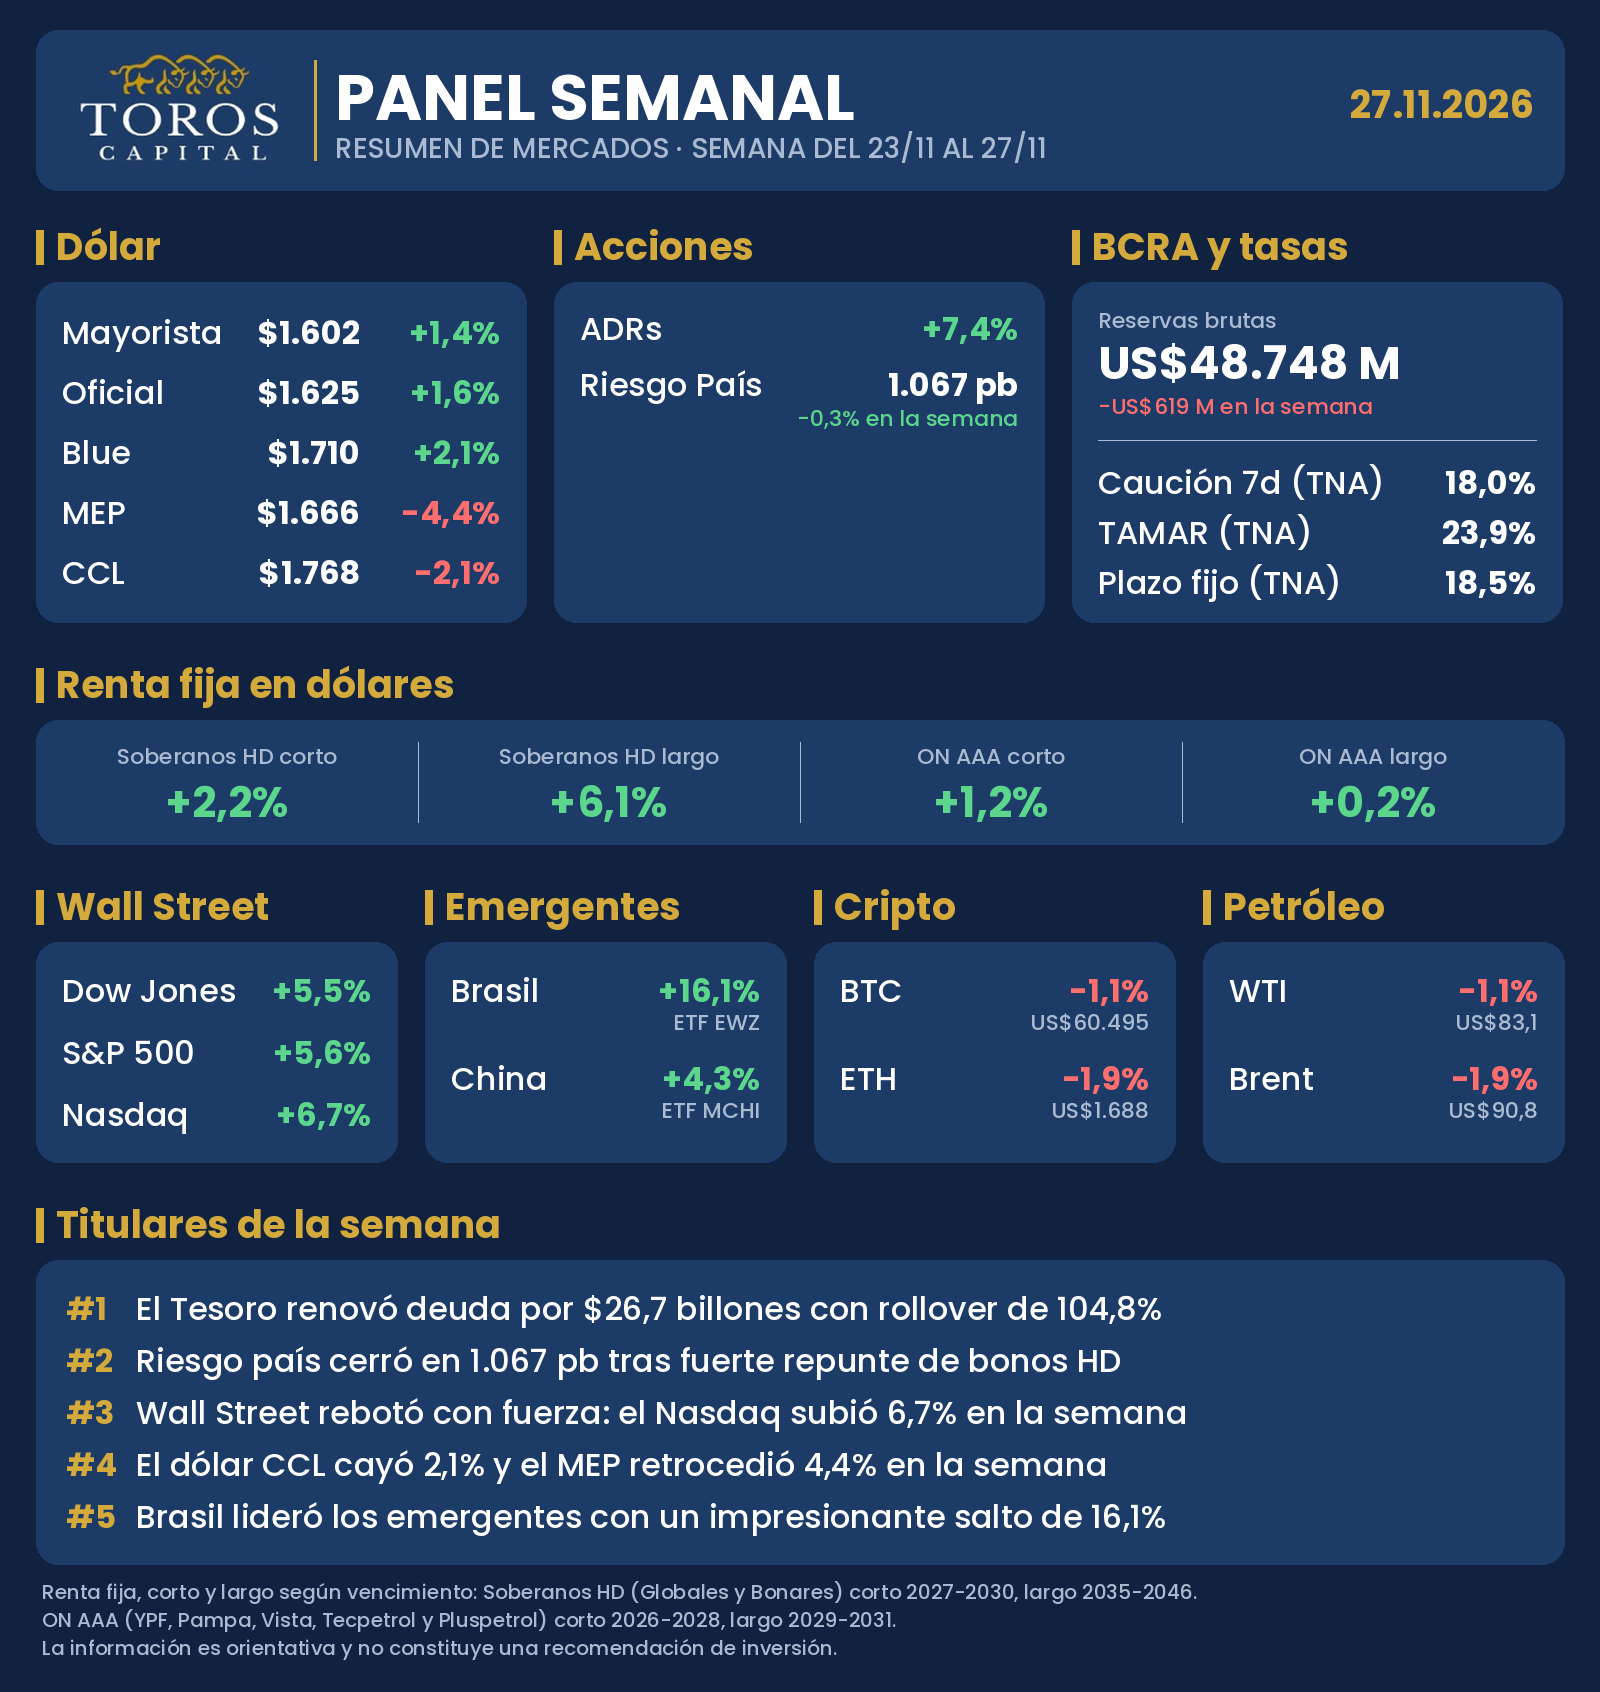 TOROS
CAPITAL
PANEL SEMANAL
RESUMEN DE MERCADOS · SEMANA DEL 23/11 AL 27/11
27.11.2026
Dólar
Mayorista $1.602 +1,4%
Oficial $1.625 +1,6%
Blue $1.710 +2,1%
MEP $1.666 -4,4%
CCL $1.768 -2,1%
Acciones
ADRs +7,4%
Riesgo País 1.067 pb
-0,3% en la semana
BCRA y tasas
Reservas brutas
US$48.748 M
-US$619 M en la semana
Caución 7d (TNA) 18,0%
TAMAR (TNA) 23,9%
Plazo fijo (TNA) 18,5%
Renta fija en dólares
Soberanos HD corto
+2,2%
Soberanos HD largo
+6,1%
ON AAA corto
+1,2%
ON AAA largo
+0,2%
Wall Street
Dow Jones +5,5%
S&P 500 +5,6%
Nasdaq +6,7%
Emergentes
Brasil +16,1%
ETF EWZ
China +4,3%
ETF MCHI
Cripto
BTC -1,1%
US$60.495
ETH -1,9%
US$1.688
Petróleo
WTI -1,1%
US$83,1
Brent -1,9%
US$90,8
Titulares de la semana
#1 El Tesoro renovó deuda por $26,7 billones con rollover de 104,8%
#2 Riesgo país cerró en 1.067 pb tras fuerte repunte de bonos HD
#3 Wall Street rebotó con fuerza: el Nasdaq subió 6,7% en la semana
#4 El dólar CCL cayó 2,1% y el MEP retrocedió 4,4% en la semana
#5 Brasil lideró los emergentes con un impresionante salto de 16,1%
Renta fija, corto y largo según vencimiento: Soberanos HD (Globales y Bonares) corto 2027-2030, largo 2035-2046.
ON AAA (YPF, Pampa, Vista, Tecpetrol y Pluspetrol) corto 2026-2028, largo 2029-2031.
La información es orientativa y no constituye una recomendación de inversión.